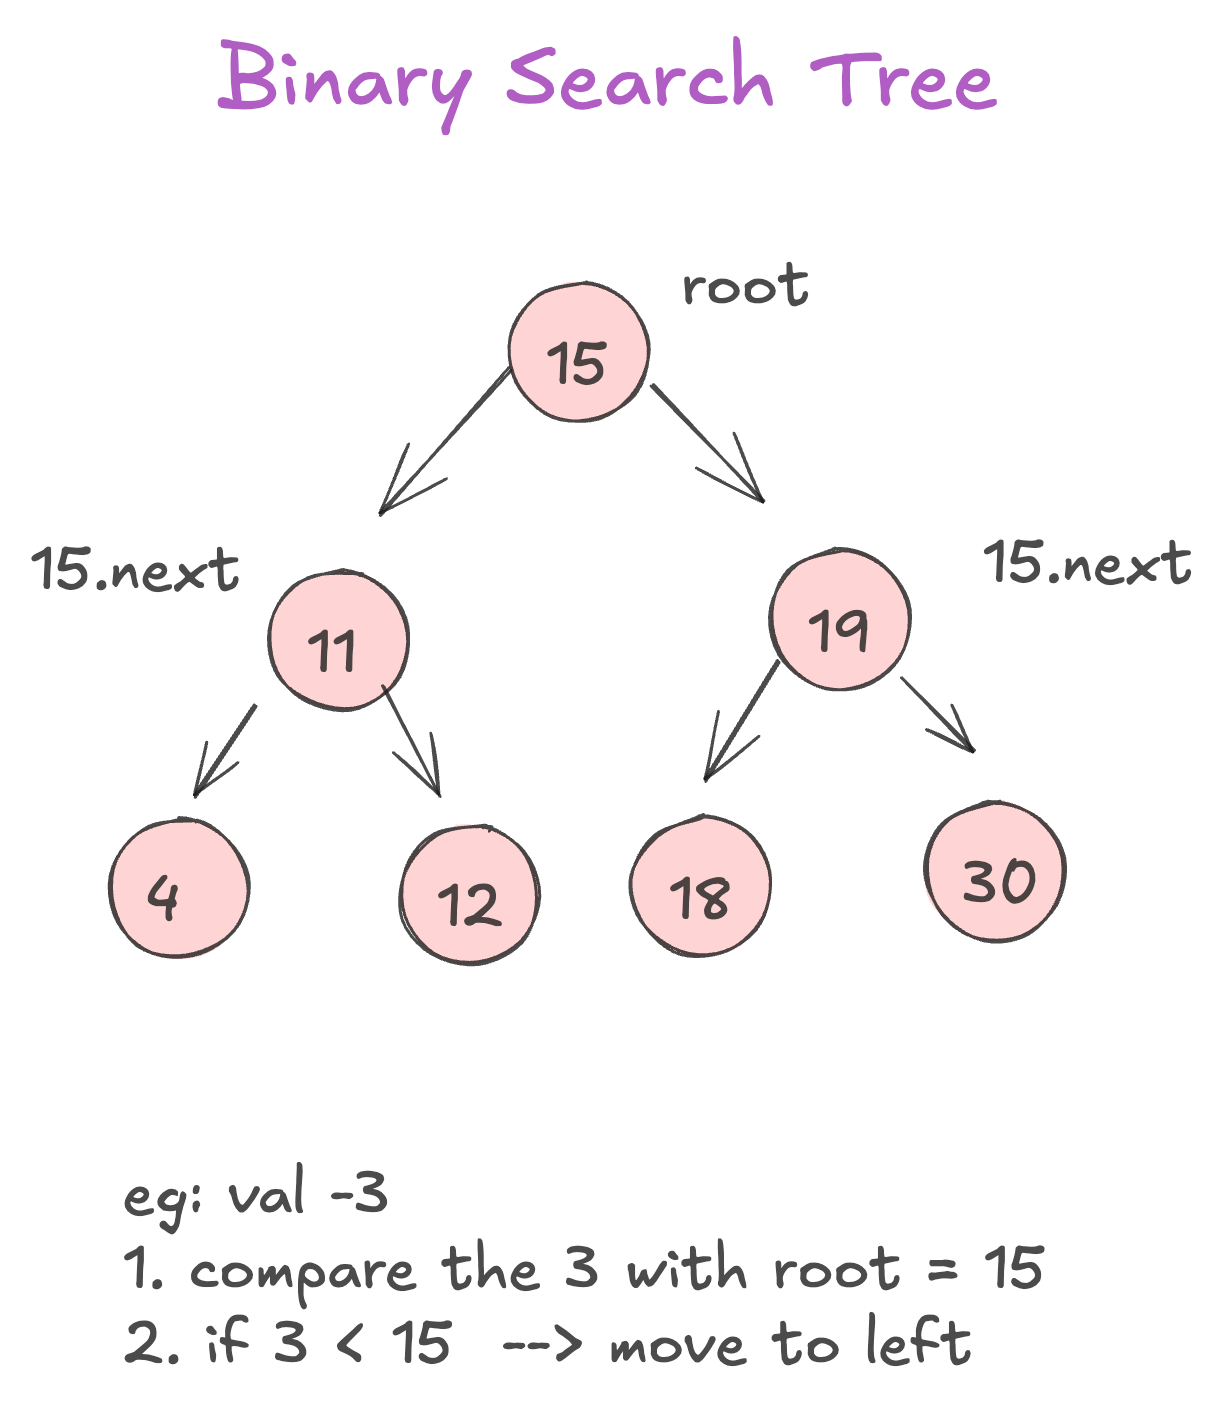 Binary Search Tree
root
15
15.next
15.next
11
19
4
12
18
30
eg: val -3
1. compare the 3 with root = 15
2. if 3 < 15 --> move to left